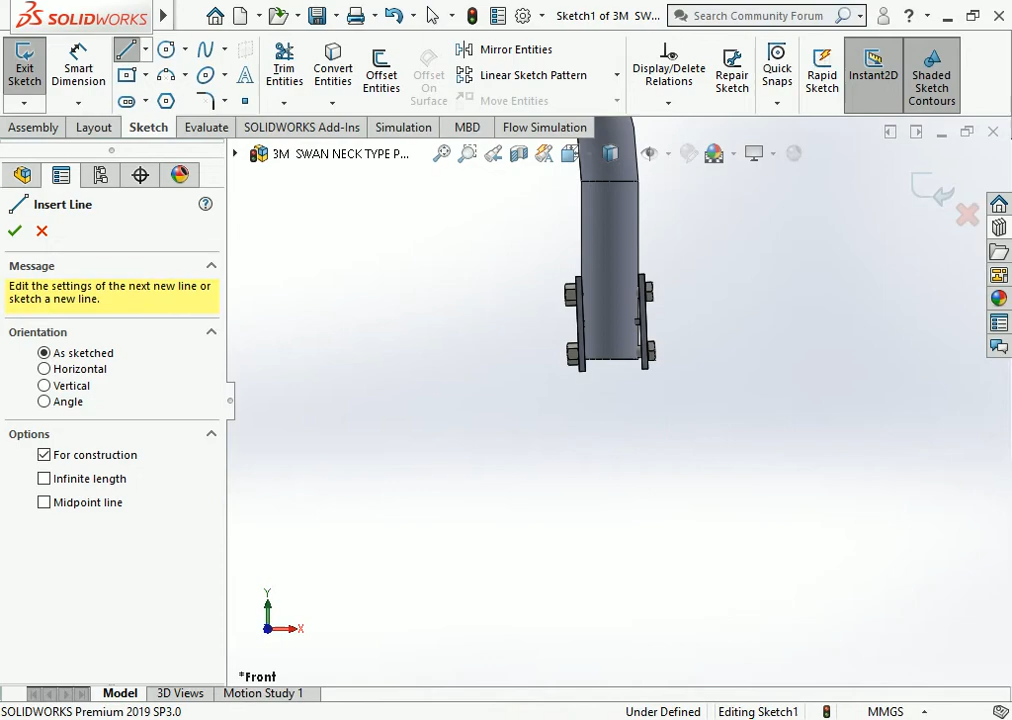 SOLIDWORKS
Sketch1 of 3M SW...
Search Community Forum
?
Exit Sketch
Smart Dimension
Trim Entities
Convert Entities
Offset Entities
Offset On Surface
Mirror Entities
Linear Sketch Pattern
Move Entities
Display/Delete Relations
Repair Sketch
Quick Snaps
Rapid Sketch
Instant2D
Shaded Sketch Contours
Assembly
Layout
Sketch
Evaluate
SOLIDWORKS Add-Ins
Simulation
MBD
Flow Simulation
3M SWAN NECK TYPE P...
Insert Line
?
Message
Edit the settings of the next new line or
sketch a new line.
Orientation
As sketched
Horizontal
Vertical
Angle
Options
For construction
Infinite length
Midpoint line
Y
X
*Front
Model
3D Views
Motion Study 1
SOLIDWORKS Premium 2019 SP3.0
Under Defined
Editing Sketch1
MMGS